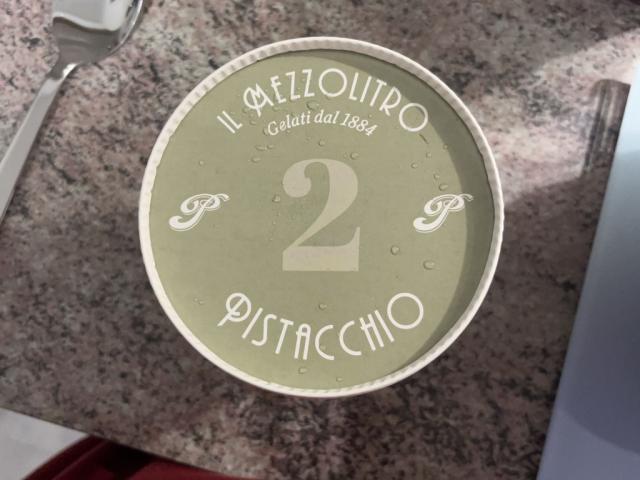 IL MEZZOLITRO
Gelati dal 1884
2
P P
PISTACCHIO